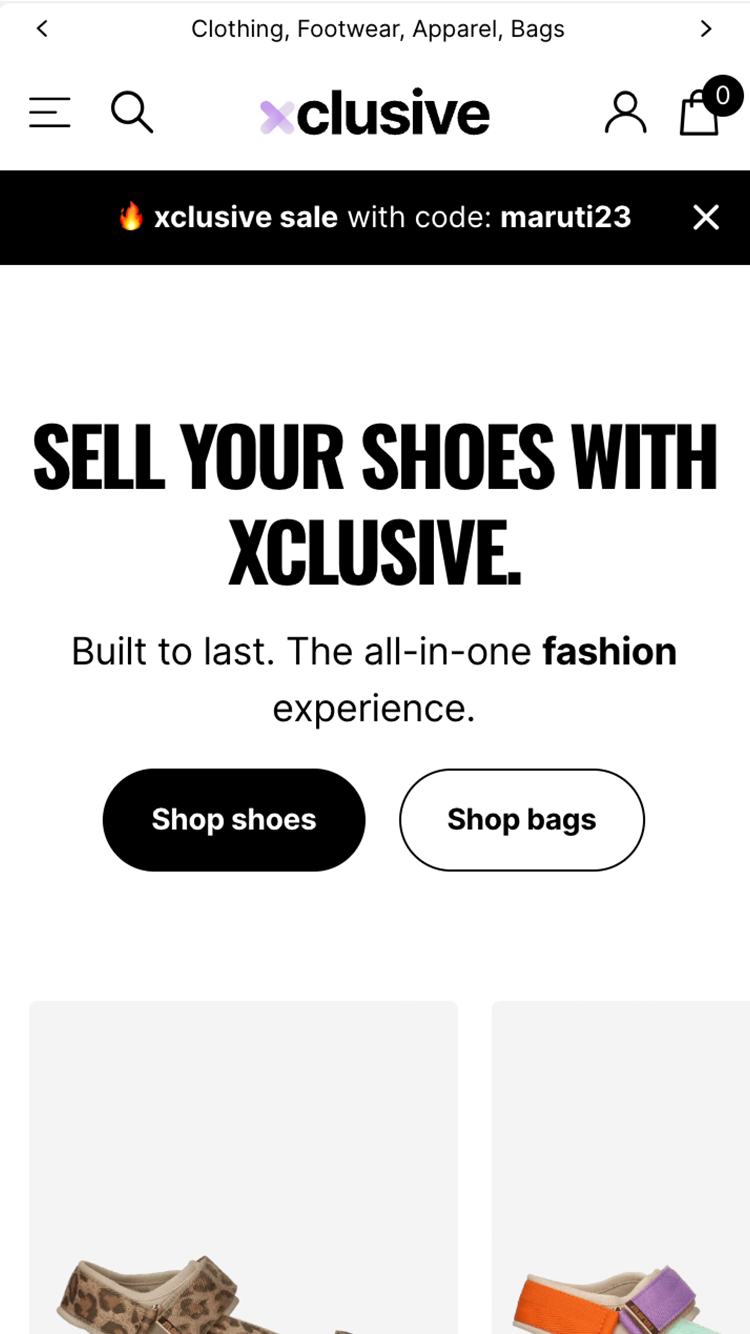 Clothing, Footwear, Apparel, Bags
xclusive
0
🔥 xclusive sale with code: maruti23
SELL YOUR SHOES WITH
XCLUSIVE.
Built to last. The all-in-one fashion
experience.
Shop shoes
Shop bags